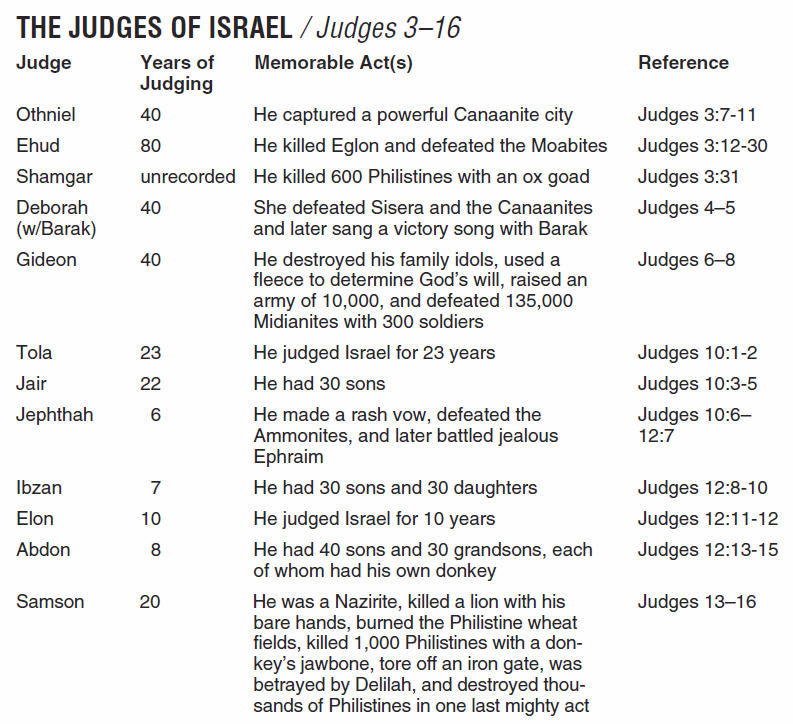 THE JUDGES OF ISRAEL / Judges 3–16
Judge Years of Judging Memorable Act(s) Reference
Othniel 40 He captured a powerful Canaanite city Judges 3:7-11
Ehud 80 He killed Eglon and defeated the Moabites Judges 3:12-30
Shamgar unrecorded He killed 600 Philistines with an ox goad Judges 3:31
Deborah 40 She defeated Sisera and the Canaanites Judges 4–5
(w/Barak) and later sang a victory song with Barak
Gideon 40 He destroyed his family idols, used a Judges 6–8
fleece to determine God's will, raised an
army of 10,000, and defeated 135,000
Midianites with 300 soldiers
Tola 23 He judged Israel for 23 years Judges 10:1-2
Jair 22 He had 30 sons Judges 10:3-5
Jephthah 6 He made a rash vow, defeated the Judges 10:6–
Ammonites, and later battled jealous 12:7
Ephraim
Ibzan 7 He had 30 sons and 30 daughters Judges 12:8-10
Elon 10 He judged Israel for 10 years Judges 12:11-12
Abdon 8 He had 40 sons and 30 grandsons, each Judges 12:13-15
of whom had his own donkey
Samson 20 He was a Nazirite, killed a lion with his Judges 13–16
bare hands, burned the Philistine wheat
fields, killed 1,000 Philistines with a don-
key's jawbone, tore off an iron gate, was
betrayed by Delilah, and destroyed thou-
sands of Philistines in one last mighty act